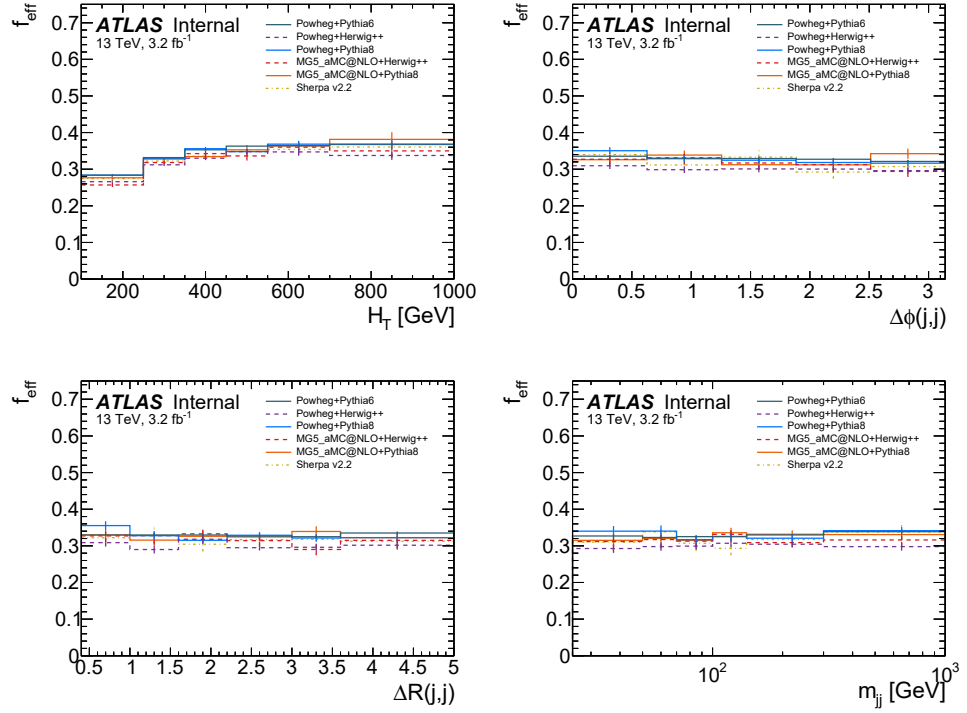 f_eff
ATLAS Internal
13 TeV, 3.2 fb⁻¹
Powheg+Pythia6
Powheg+Herwig++
Powheg+Pythia8
MG5_aMC@NLO+Herwig++
MG5_aMC@NLO+Pythia8
Sherpa v2.2
0.7
0.6
0.5
0.4
0.3
0.2
0.1
0
200 400 600 800 1000
H_T [GeV]
f_eff
ATLAS Internal
13 TeV, 3.2 fb⁻¹
Powheg+Pythia6
Powheg+Herwig++
Powheg+Pythia8
MG5_aMC@NLO+Herwig++
MG5_aMC@NLO+Pythia8
Sherpa v2.2
0.7
0.6
0.5
0.4
0.3
0.2
0.1
0
0 0.5 1 1.5 2 2.5 3
Δϕ(j,j)
f_eff
ATLAS Internal
13 TeV, 3.2 fb⁻¹
Powheg+Pythia6
Powheg+Herwig++
Powheg+Pythia8
MG5_aMC@NLO+Herwig++
MG5_aMC@NLO+Pythia8
Sherpa v2.2
0.7
0.6
0.5
0.4
0.3
0.2
0.1
0
0.5 1 1.5 2 2.5 3 3.5 4 4.5 5
ΔR(j,j)
f_eff
ATLAS Internal
13 TeV, 3.2 fb⁻¹
Powheg+Pythia6
Powheg+Herwig++
Powheg+Pythia8
MG5_aMC@NLO+Herwig++
MG5_aMC@NLO+Pythia8
Sherpa v2.2
0.7
0.6
0.5
0.4
0.3
0.2
0.1
0
10² 10³
m_jj [GeV]